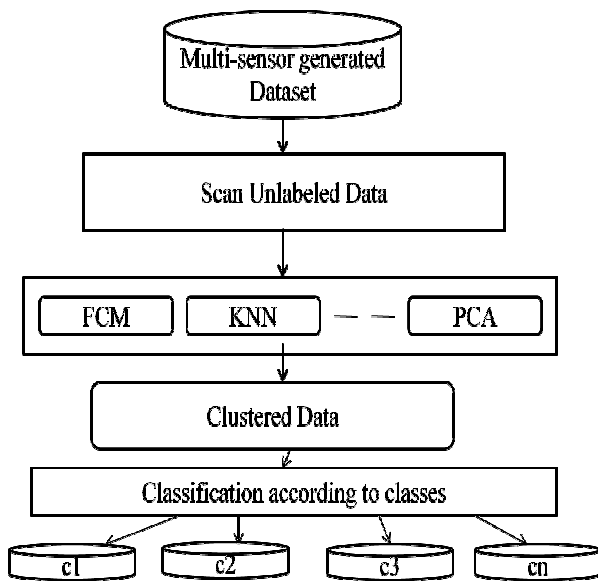 Multi-sensor generated
Dataset
Scan Unlabeled Data
FCM KNN PCA
Clustered Data
Classification according to classes
c1 c2 c3 cn